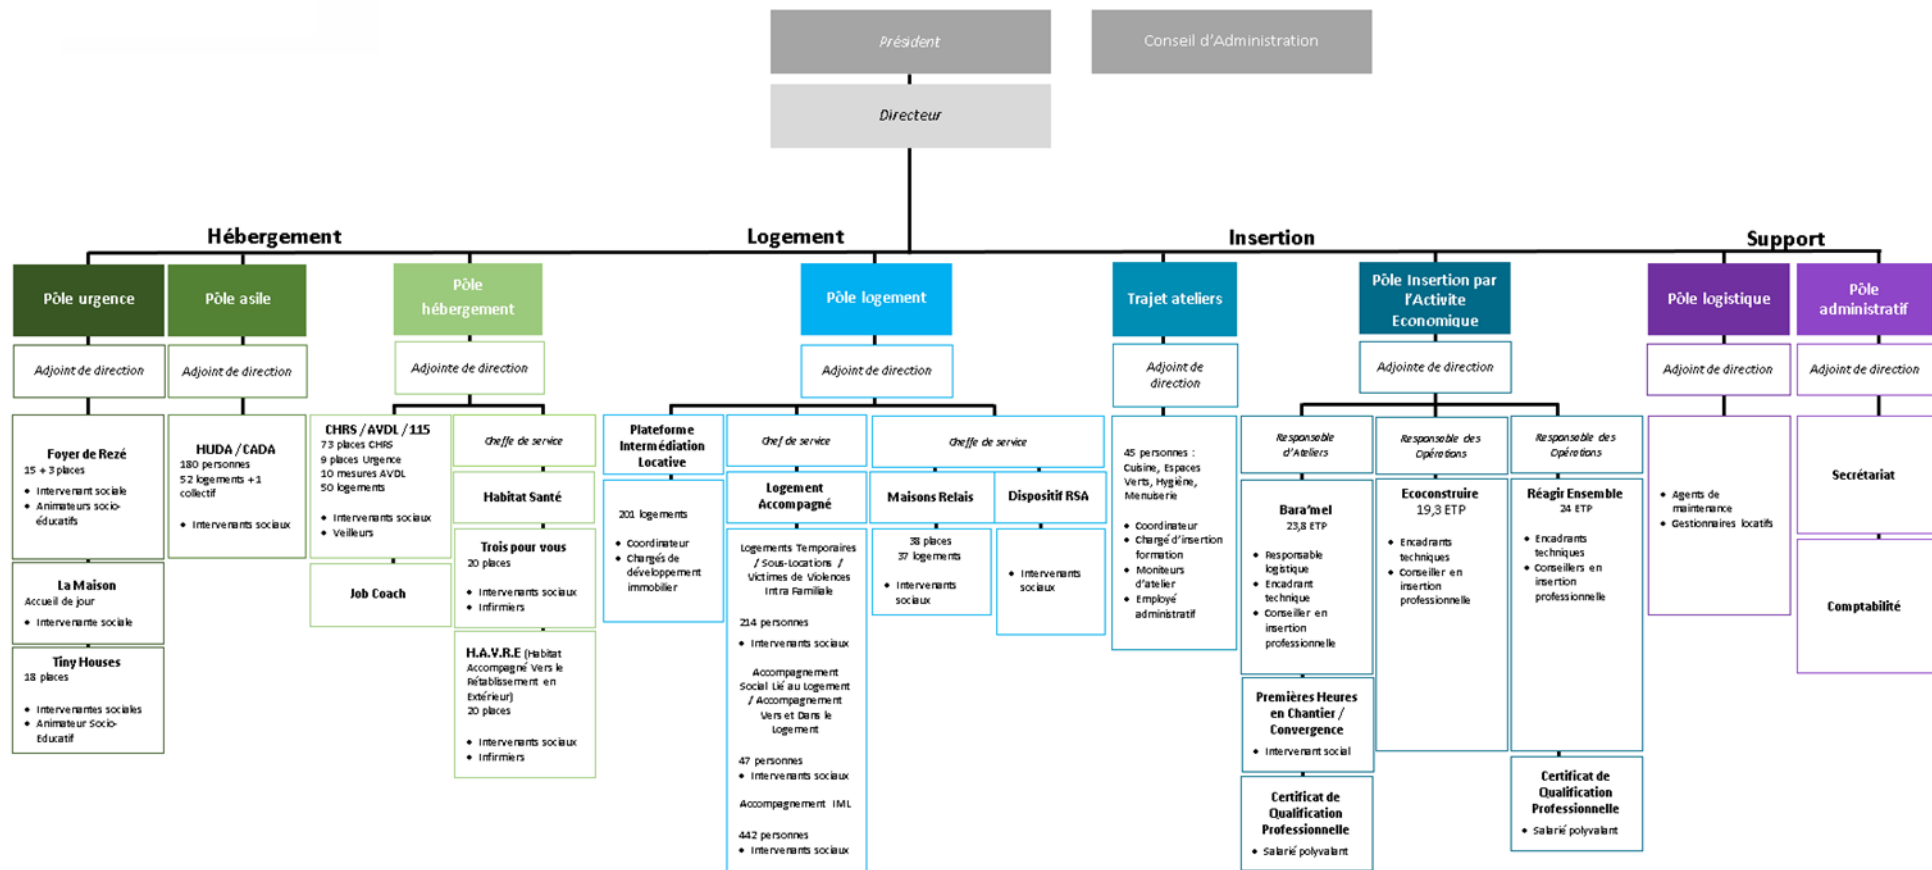 Président
Conseil d'Administration
Directeur
Hébergement
Logement
Insertion
Support
Pôle urgence
Adjoint de direction
Foyer de Rezé
15 + 3 places
• Intervenant sociale
• Animateurs socio-
éducatifs
La Maison
Accueil de jour
• Intervenante sociale
Tiny Houses
18 places
• Intervenantes sociales
• Animateur Socio-
Educatif
Pôle asile
Adjoint de direction
HUDA / CADA
180 personnes
52 logements +1
collectif
• Intervenants sociaux
Pôle
hébergement
Adjointe de direction
CHRS / AVDL / 115
73 places CHRS
9 places Urgence
10 mesures AVDL
50 logements
• Intervenants sociaux
• Veilleurs
Job Coach
Cheffe de service
Habitat Santé
Trois pour vous
20 places
• Intervenants sociaux
• Infirmiers
H.A.V.R.E (Habitat
Accompagné Vers le
Rétablissement en
Extérieur)
20 places
• Intervenants sociaux
• Infirmiers
Pôle logement
Adjoint de direction
Plateforme
Intermédiation
Locative
201 logements
• Coordinateur
• Chargés de
développement
immobilier
Chef de service
Logement
Accompagné
Logements Temporaires
/ Sous-Locations /
Victimes de Violences
Intra Familiale
214 personnes
• Intervenants sociaux
Accompagnement
Social Lié au Logement
/ Accompagnement
Vers et Dans le
Logement
47 personnes
• Intervenants sociaux
Accompagnement IML
442 personnes
• Intervenants sociaux
Cheffe de service
Maisons Relais
38 places
37 logements
• Intervenants
sociaux
Dispositif RSA
• Intervenants
sociaux
Trajet ateliers
Adjoint de
direction
45 personnes :
Cuisine, Espaces
Verts, Hygiène,
Menuiserie
• Coordinateur
• Chargé d'insertion
formation
• Moniteurs
d'atelier
• Employé
administratif
Pôle Insertion par
l'Activite
Economique
Adjointe de direction
Responsable
d'Ateliers
Bara'mel
23,8 ETP
• Responsable
logistique
• Encadrant
technique
• Conseiller en
insertion
professionnelle
Premières Heures
en Chantier /
Convergence
• Intervenant social
Certificat de
Qualification
Professionnelle
• Salarié polyvalant
Responsable des
Opérations
Ecoconstruire
19,3 ETP
• Encadrants
techniques
• Conseiller en
insertion
professionnelle
Responsable des
Opérations
Réagir Ensemble
24 ETP
• Encadrants
techniques
• Conseillers en
insertion
professionnelle
Certificat de
Qualification
Professionnelle
• Salarié polyvalant
Pôle logistique
Adjoint de direction
• Agents de
maintenance
• Gestionnaires locatifs
Pôle
administratif
Adjoint de direction
Secrétariat
Comptabilité